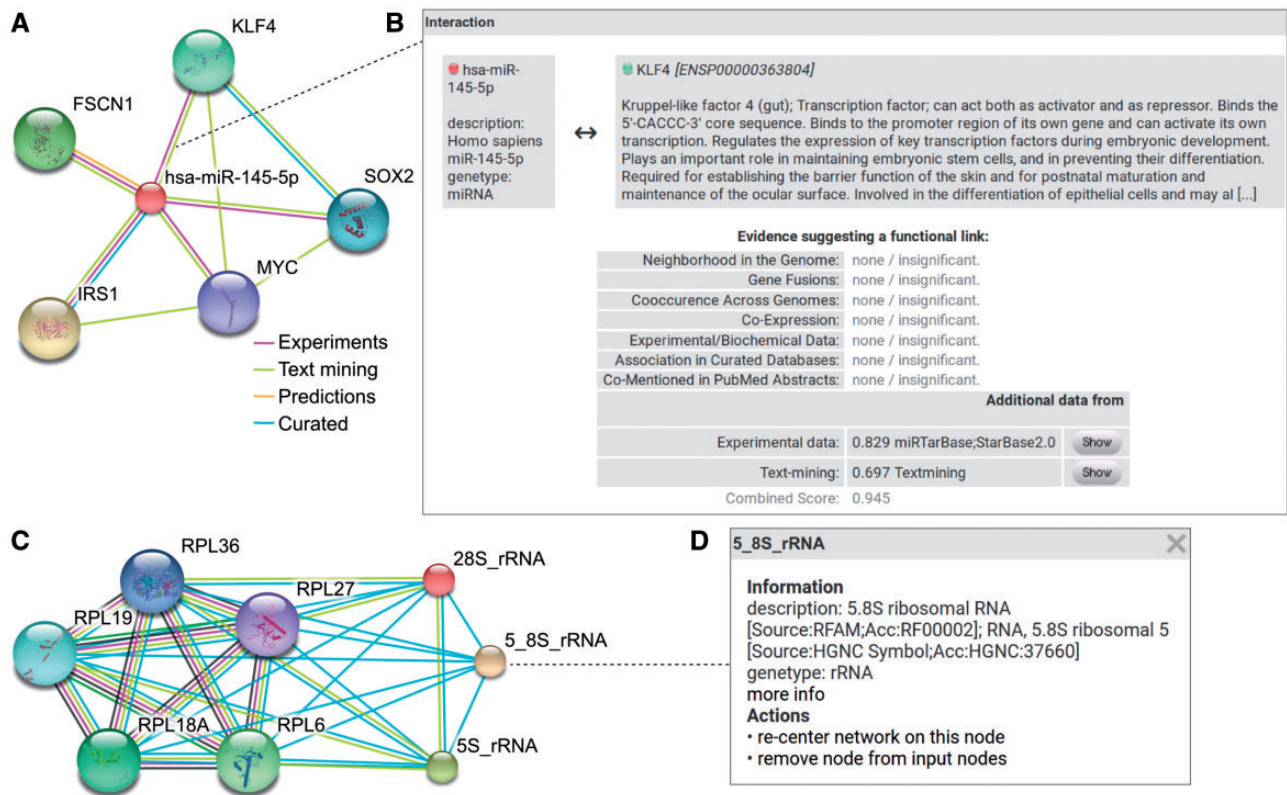 A
KLF4
FSCN1
hsa-miR-145-5p
SOX2
MYC
IRS1
Experiments
Text mining
Predictions
Curated
B
Interaction
hsa-miR-
145-5p
description:
Homo sapiens
miR-145-5p
genetype:
miRNA
↔
KLF4 [ENSP00000363804]
Kruppel-like factor 4 (gut); Transcription factor; can act both as activator and as repressor. Binds the
5'-CACCC-3' core sequence. Binds to the promoter region of its own gene and can activate its own
transcription. Regulates the expression of key transcription factors during embryonic development.
Plays an important role in maintaining embryonic stem cells, and in preventing their differentiation.
Required for establishing the barrier function of the skin and for postnatal maturation and
maintenance of the ocular surface. Involved in the differentiation of epithelial cells and may al [...]
Evidence suggesting a functional link:
Neighborhood in the Genome: none / insignificant.
Gene Fusions: none / insignificant.
Cooccurence Across Genomes: none / insignificant.
Co-Expression: none / insignificant.
Experimental/Biochemical Data: none / insignificant.
Association in Curated Databases: none / insignificant.
Co-Mentioned in PubMed Abstracts: none / insignificant.
Additional data from
Experimental data: 0.829 miRTarBase;StarBase2.0 Show
Text-mining: 0.697 Textmining Show
Combined Score: 0.945
C
RPL36
28S_rRNA
RPL27
RPL19
5_8S_rRNA
RPL18A
RPL6
5S_rRNA
D
5_8S_rRNA
Information
description: 5.8S ribosomal RNA
[Source:RFAM;Acc:RF00002]; RNA, 5.8S ribosomal 5
[Source:HGNC Symbol;Acc:HGNC:37660]
genetype: rRNA
more info
Actions
• re-center network on this node
• remove node from input nodes